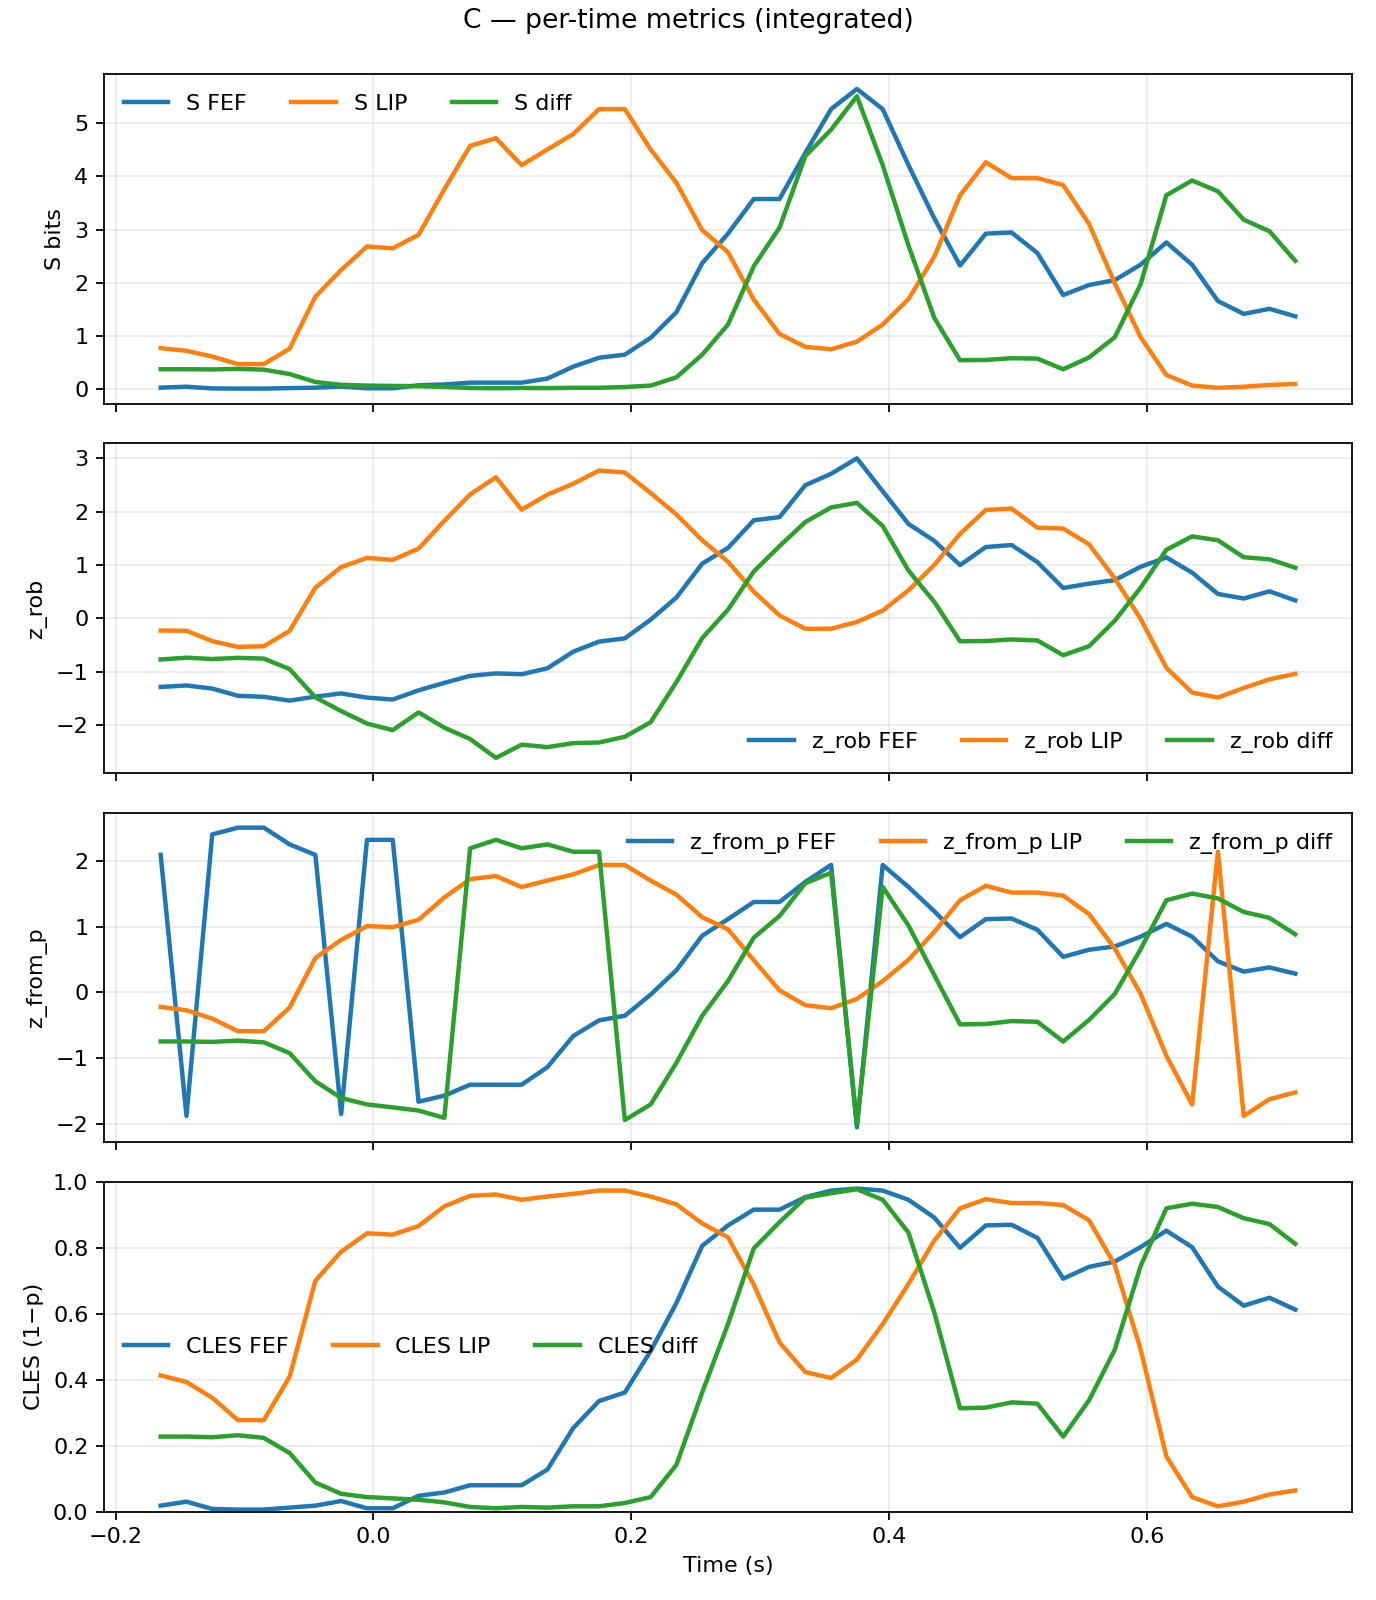 C — per-time metrics (integrated)
S FEF S LIP S diff
5
4
3
2
1
0
S bits
3
2
1
0
−1
−2
z_rob
z_rob FEF z_rob LIP z_rob diff
z_from_p FEF z_from_p LIP z_from_p diff
2
1
0
−1
−2
z_from_p
1.0
0.8
0.6
0.4
0.2
0.0
CLES (1−p)
CLES FEF CLES LIP CLES diff
−0.2 0.0 0.2 0.4 0.6
Time (s)